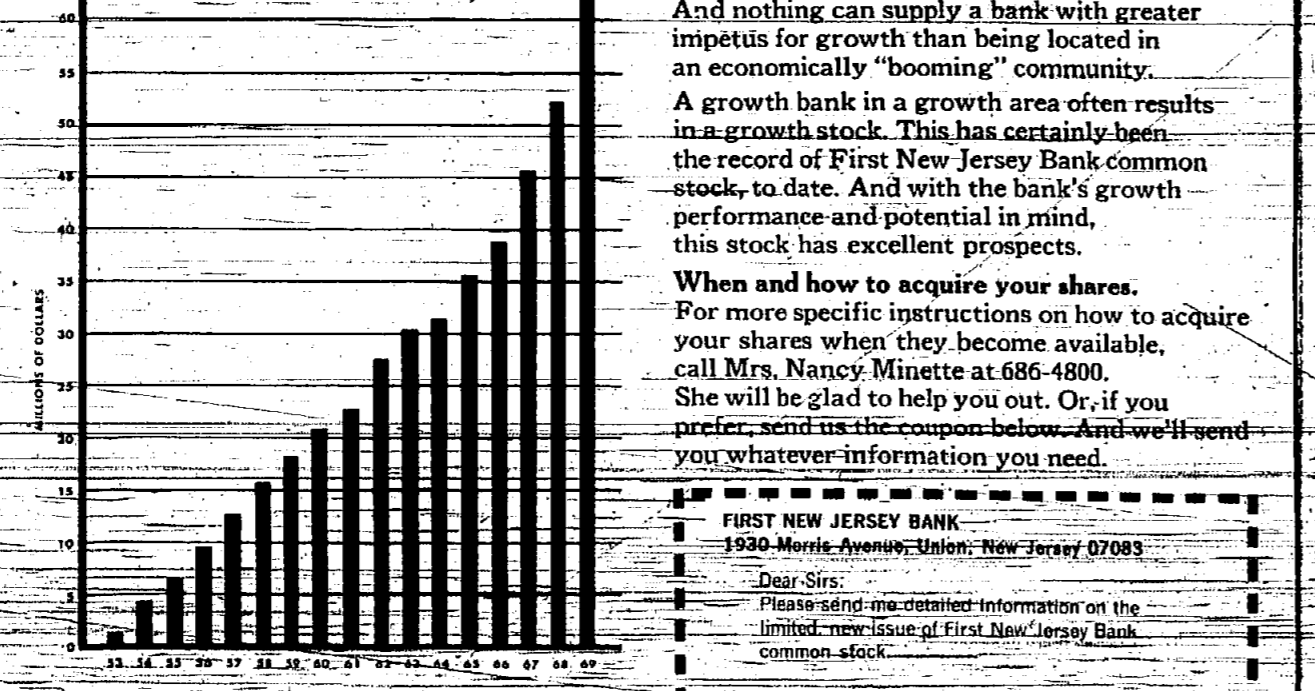 60
55
50
45
40
35
30
25
20
15
10
5
0
MILLIONS OF DOLLARS
53 54 55 56 57 58 59 60 61 62 63 64 65 66 67 68 69
And nothing can supply a bank with greater
impetus for growth than being located in
an economically “booming” community.
A growth bank in a growth area often results
in a growth stock. This has certainly been
the record of First New Jersey Bank common
stock, to date. And with the bank's growth
performance and potential in mind,
this stock has excellent prospects.
When and how to acquire your shares.
For more specific instructions on how to acquire
your shares when they become available,
call Mrs. Nancy Minette at 686-4800.
She will be glad to help you out. Or, if you
prefer, send us the coupon below. And we'll send
you whatever information you need.
FIRST NEW JERSEY BANK
1930 Morris Avenue, Union, New Jersey 07083
Dear Sirs:
Please send me detailed information on the
limited new issue of First New Jersey Bank
common stock.